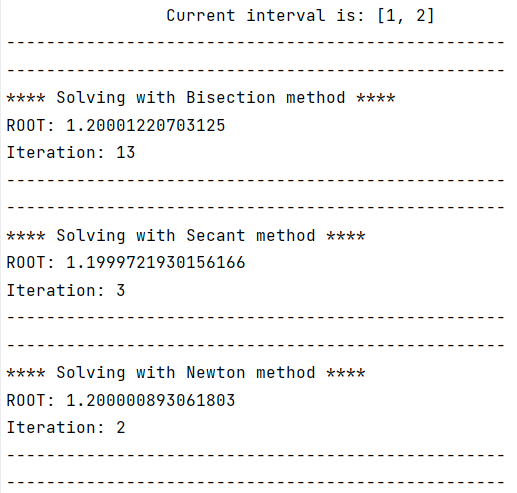 Current interval is: [1, 2]
--------------------------------------------------
--------------------------------------------------
**** Solving with Bisection method ****
ROOT: 1.20001220703125
Iteration: 13
--------------------------------------------------
--------------------------------------------------
**** Solving with Secant method ****
ROOT: 1.1999721930156166
Iteration: 3
--------------------------------------------------
--------------------------------------------------
**** Solving with Newton method ****
ROOT: 1.200000893061803
Iteration: 2
--------------------------------------------------
--------------------------------------------------